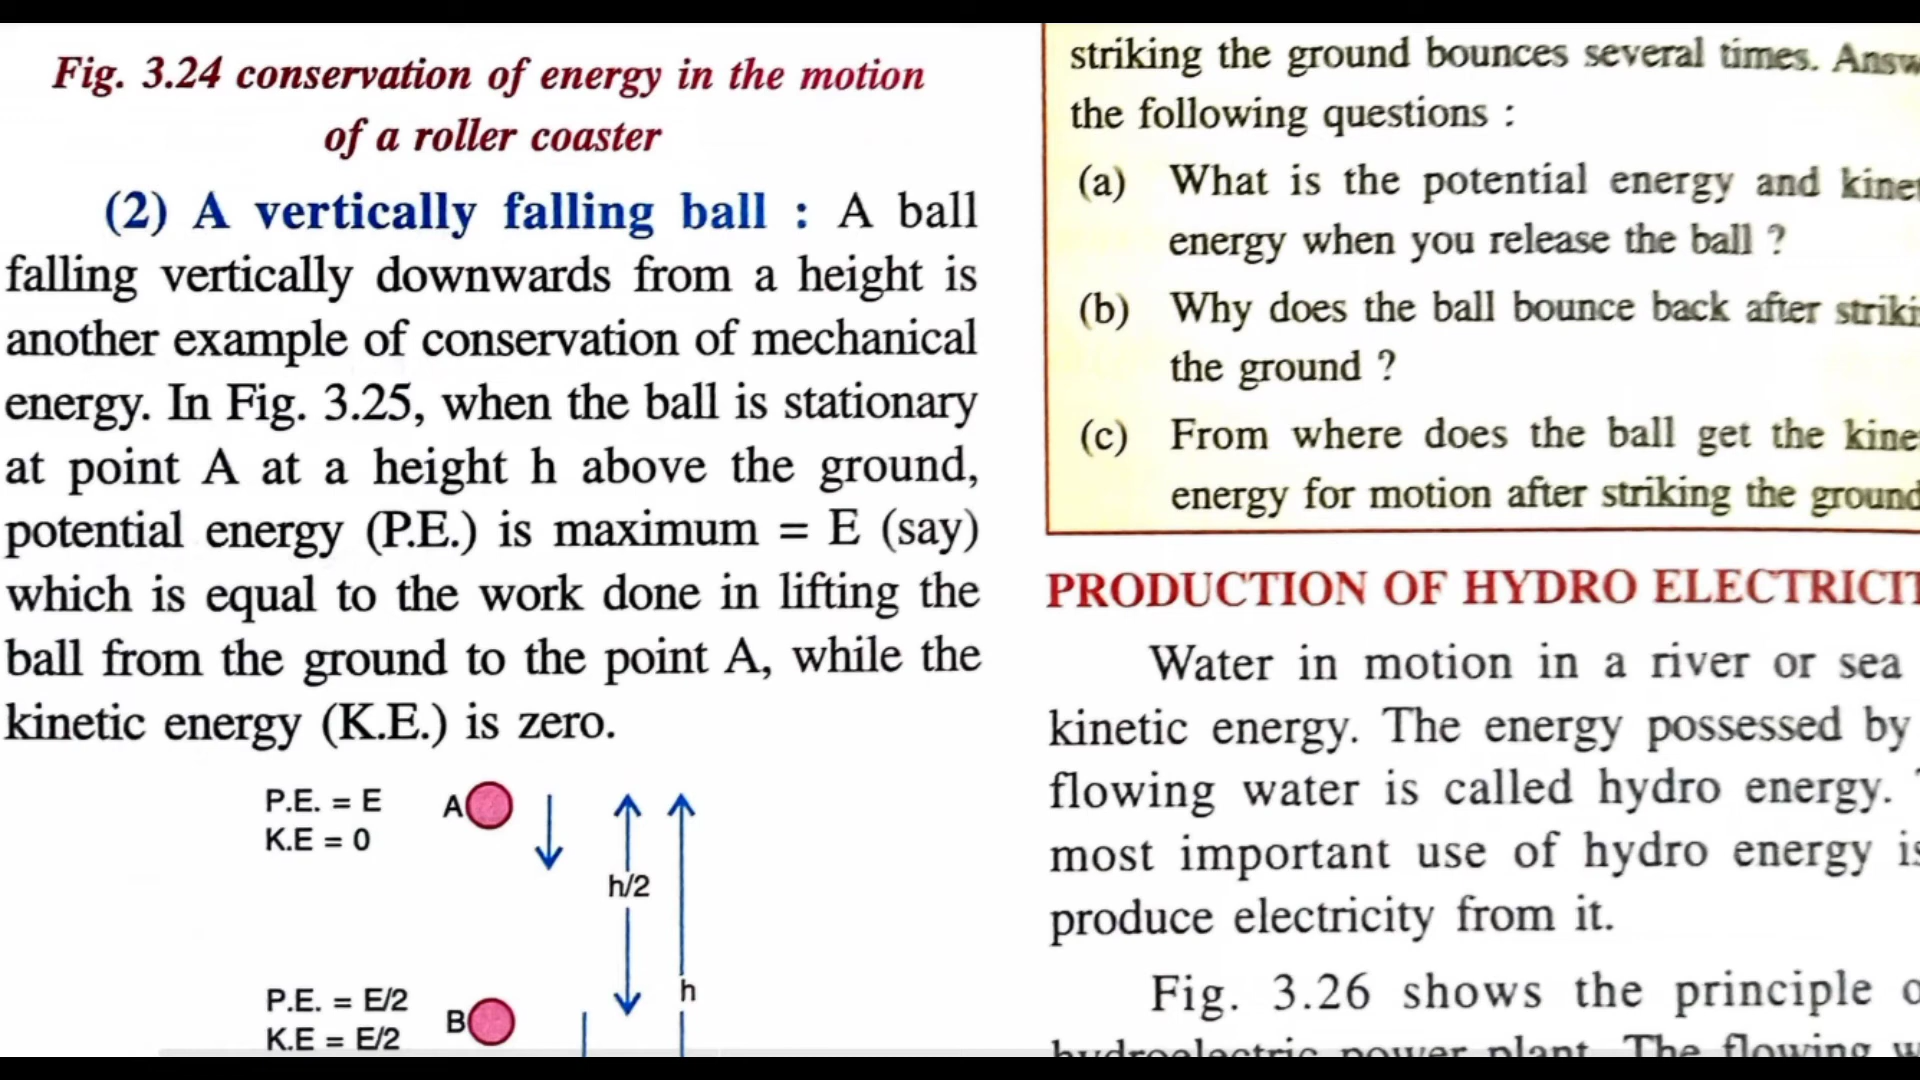 Fig. 3.24 conservation of energy in the motion
of a roller coaster
(2) A vertically falling ball : A ball
falling vertically downwards from a height is
another example of conservation of mechanical
energy. In Fig. 3.25, when the ball is stationary
at point A at a height h above the ground,
potential energy (P.E.) is maximum = E (say)
which is equal to the work done in lifting the
ball from the ground to the point A, while the
kinetic energy (K.E.) is zero.
P.E. = E
K.E = 0
A
h/2
h
P.E. = E/2
K.E = E/2
B
striking the ground bounces several times.
the following questions :
(a) What is the potential energy and
energy when you release the ball ?
(b) Why does the ball bounce back after
the ground ?
(c) From where does the ball get the
energy for motion after striking the ground
PRODUCTION OF HYDRO
Water in motion in a river or sea
kinetic energy. The energy possessed by
flowing water is called hydro energy.
most important use of hydro energy
produce electricity from it.
Fig. 3.26 shows the principle
hydroelectric power plant. The flowing